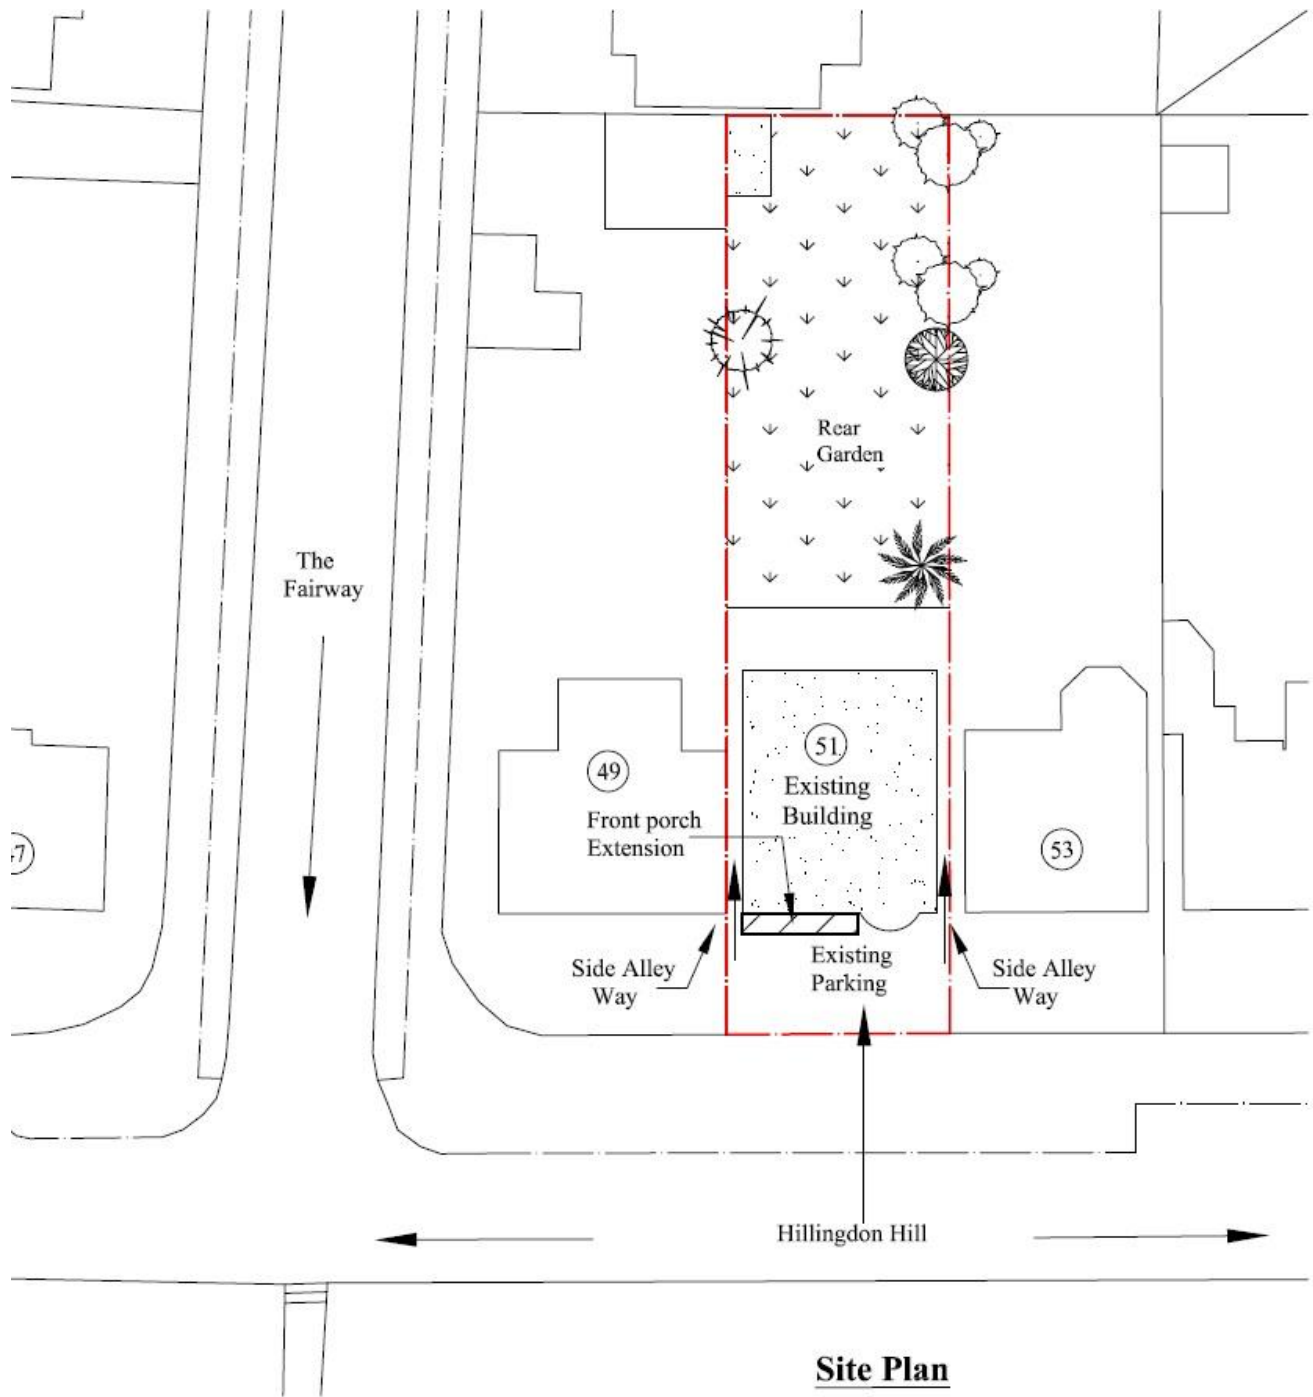 Rear
Garden
The
Fairway
51
Existing
Building
49
Front porch
Extension
53
Existing
Parking
Side Alley
Way
Side Alley
Way
Hillingdon Hill
Site Plan